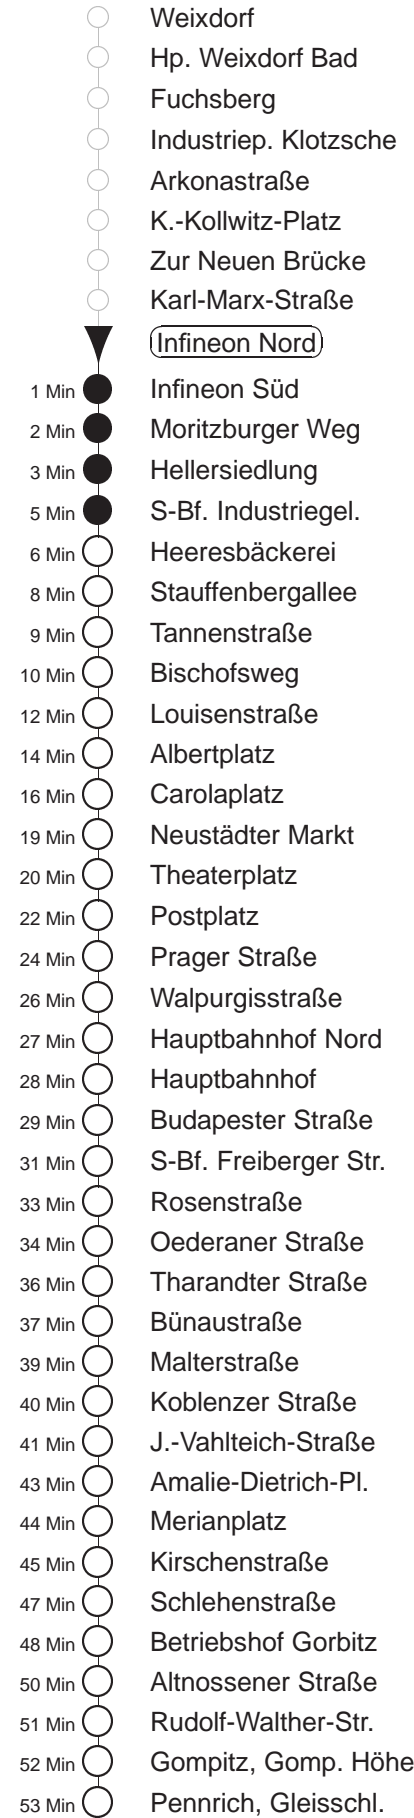 Weixdorf
Hp. Weixdorf Bad
Fuchsberg
Industriep. Klotzsche
Arkonastraße
K.-Kollwitz-Platz
Zur Neuen Brücke
Karl-Marx-Straße
Infineon Nord
1 Min Infineon Süd
2 Min Moritzburger Weg
3 Min Hellersiedlung
5 Min S-Bf. Industriegel.
6 Min Heeresbäckerei
8 Min Stauffenbergallee
9 Min Tannenstraße
10 Min Bischofsweg
12 Min Louisenstraße
14 Min Albertplatz
16 Min Carolaplatz
19 Min Neustädter Markt
20 Min Theaterplatz
22 Min Postplatz
24 Min Prager Straße
26 Min Walpurgisstraße
27 Min Hauptbahnhof Nord
28 Min Hauptbahnhof
29 Min Budapester Straße
31 Min S-Bf. Freiberger Str.
33 Min Rosenstraße
34 Min Oederaner Straße
36 Min Tharandter Straße
37 Min Bünaustraße
39 Min Malterstraße
40 Min Koblenzer Straße
41 Min J.-Vahlteich-Straße
43 Min Amalie-Dietrich-Pl.
44 Min Merianplatz
45 Min Kirschenstraße
47 Min Schlehenstraße
48 Min Betriebshof Gorbitz
50 Min Altnossener Straße
51 Min Rudolf-Walther-Str.
52 Min Gompitz, Gomp. Höhe
53 Min Pennrich, Gleisschl.